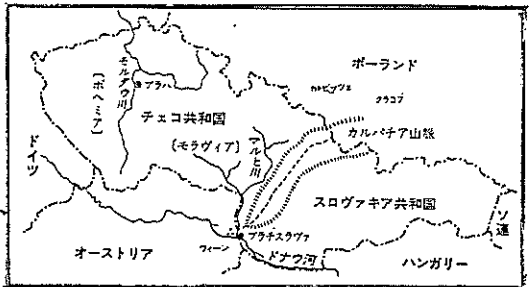 ポーランド
モルダウ川
プラハ
カトビッツェ
クラコフ
〔ボヘミア〕
チェコ共和国
カルパチア山脈
〔モラヴィア〕
マルヒ川
ドイツ
スロヴァキア共和国
ソ連
ブラチスラヴァ
オーストリア
ウィーン
ドナウ河
ハンガリー